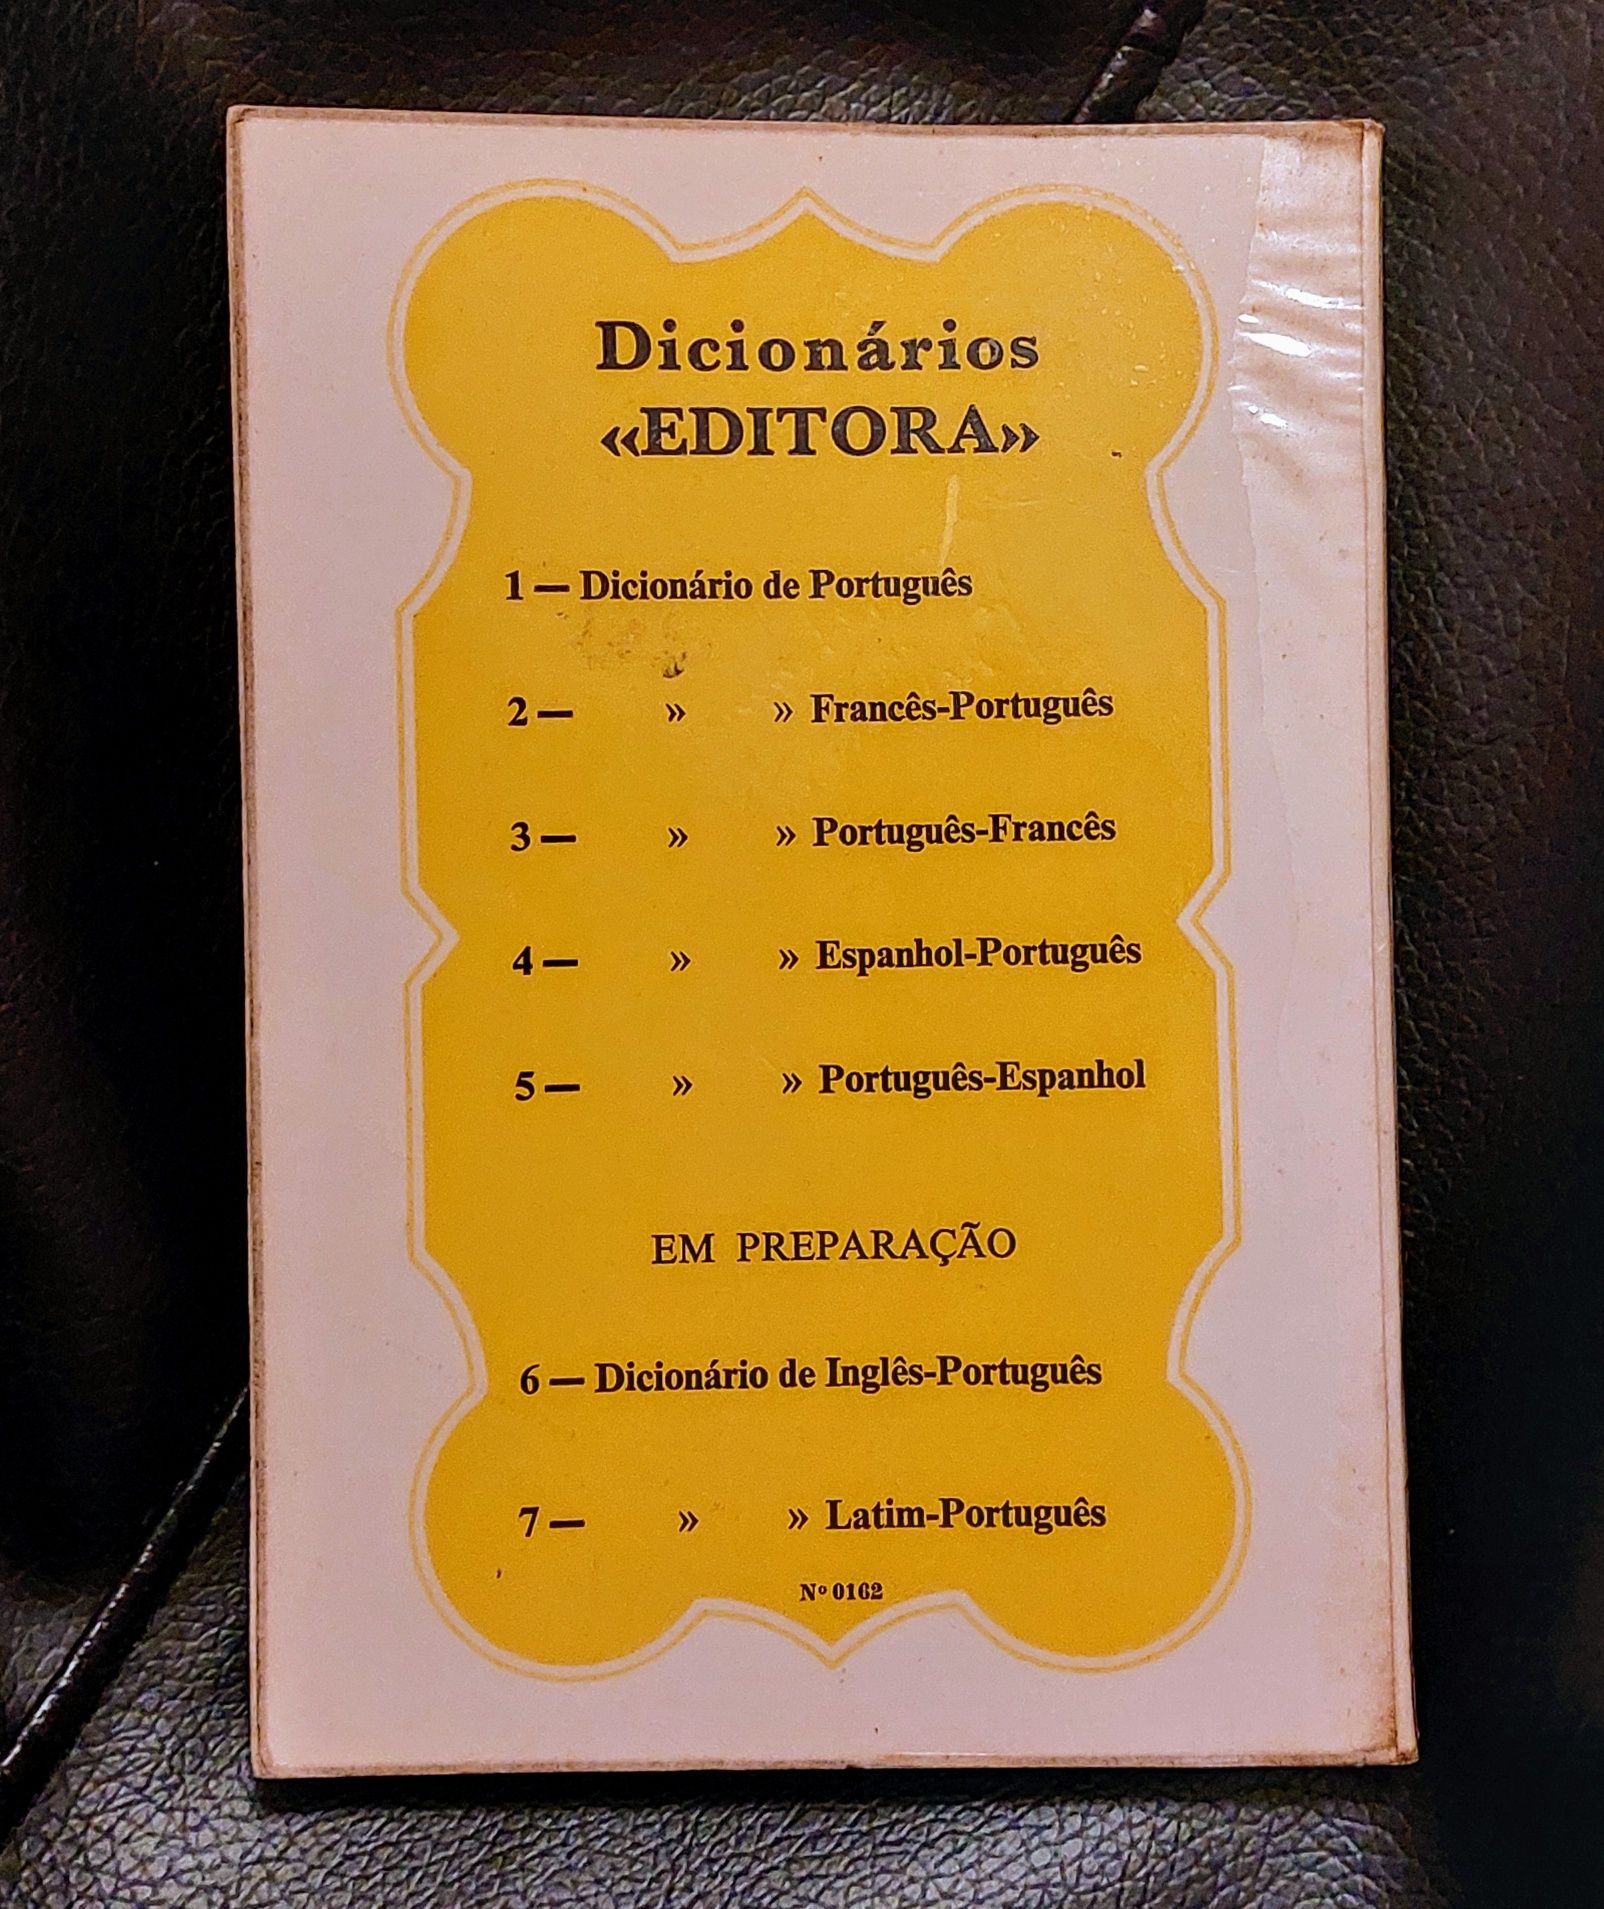 Dicionários
«EDITORA»
1 — Dicionário de Português
2 — » » Francês-Português
3 — » » Português-Francês
4 — » » Espanhol-Português
5 — » » Português-Espanhol
EM PREPARAÇÃO
6 — Dicionário de Inglês-Português
7 — » » Latim-Português
Nº 0162